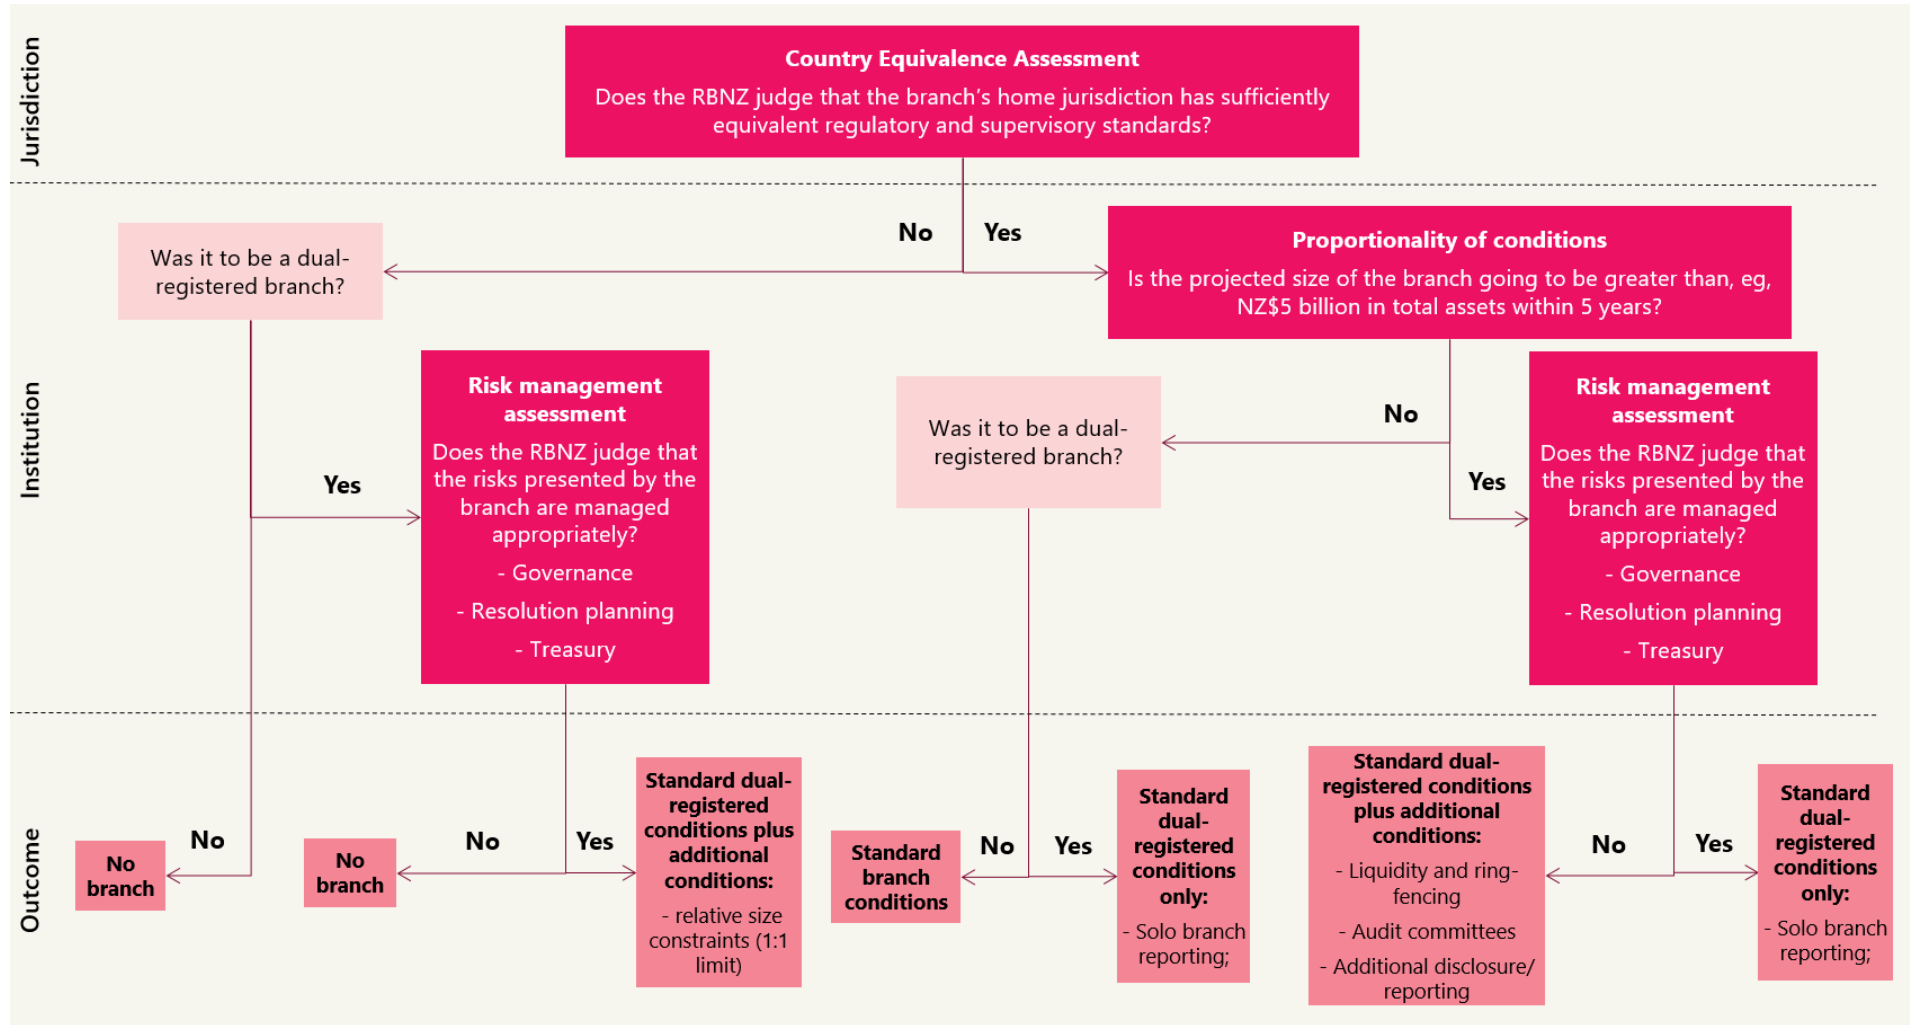 Jurisdiction
Country Equivalence Assessment
Does the RBNZ judge that the branch's home jurisdiction has sufficiently
equivalent regulatory and supervisory standards?
No
Yes
Institution
Was it to be a dual-
registered branch?
Proportionality of conditions
Is the projected size of the branch going to be greater than, eg,
NZ$5 billion in total assets within 5 years?
Yes
Risk management
assessment
Does the RBNZ judge that
the risks presented by the
branch are managed
appropriately?
- Governance
- Resolution planning
- Treasury
Was it to be a dual-
registered branch?
No
Yes
Risk management
assessment
Does the RBNZ judge that
the risks presented by the
branch are managed
appropriately?
- Governance
- Resolution planning
- Treasury
Outcome
No
branch
No
No
branch
No
Yes
Standard dual-
registered
conditions plus
additional
conditions:
- relative size
constraints (1:1
limit)
Standard
branch
conditions
No
Yes
Standard
dual-
registered
conditions
only:
- Solo branch
reporting;
Standard dual-
registered conditions
plus additional
conditions:
- Liquidity and ring-
fencing
- Audit committees
- Additional disclosure/
reporting
No
Yes
Standard
dual-
registered
conditions
only:
- Solo branch
reporting;